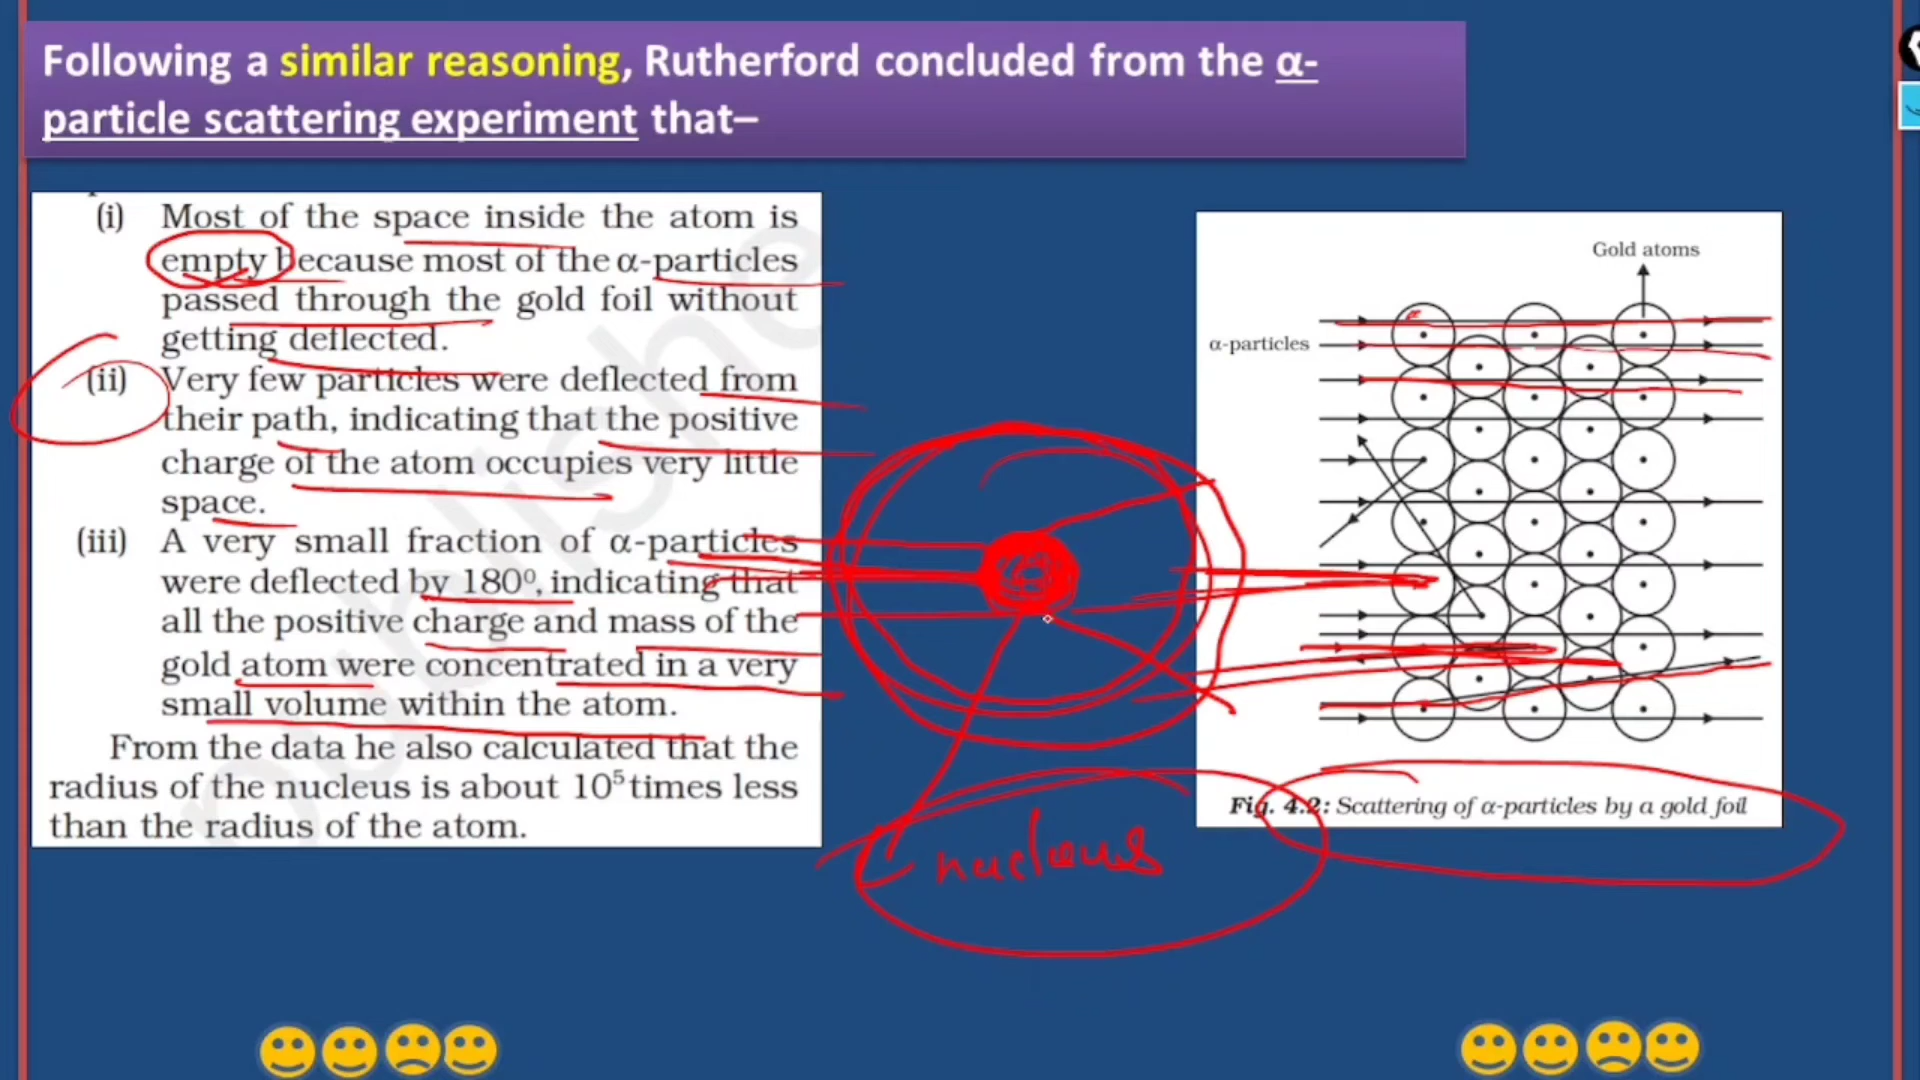 Following a similar reasoning, Rutherford concluded from the α-
particle scattering experiment that–
(i) Most of the space inside the atom is
empty because most of the α-particles
passed through the gold foil without
getting deflected.
(ii) Very few particles were deflected from
their path, indicating that the positive
charge of the atom occupies very little
space.
(iii) A very small fraction of α-particles
were deflected by 180⁰, indicating that
all the positive charge and mass of the
gold atom were concentrated in a very
small volume within the atom.
From the data he also calculated that the
radius of the nucleus is about 10⁵ times less
than the radius of the atom.
nucleus
Gold atoms
α-particles
Fig. 4.2: Scattering of α-particles by a gold foil